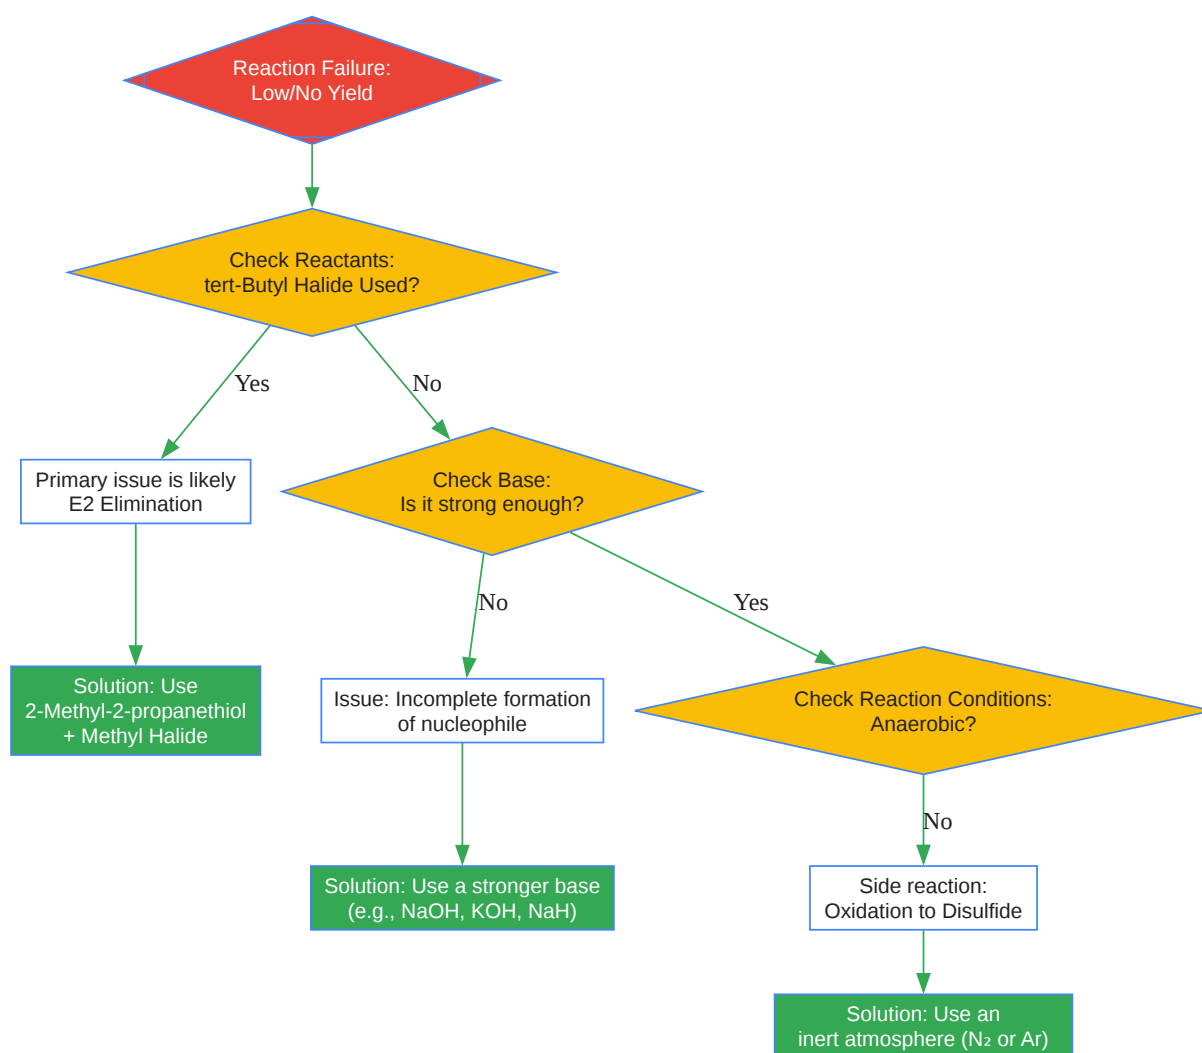 Reaction Failure:
Low/No Yield
Check Reactants:
tert-Butyl Halide Used?
Yes
No
Primary issue is likely
E2 Elimination
Check Base:
Is it strong enough?
No
Yes
Solution: Use
2-Methyl-2-propanethiol
+ Methyl Halide
Issue: Incomplete formation
of nucleophile
Check Reaction Conditions:
Anaerobic?
No
Solution: Use a stronger base
(e.g., NaOH, KOH, NaH)
Side reaction:
Oxidation to Disulfide
Solution: Use an
inert atmosphere (N₂ or Ar)